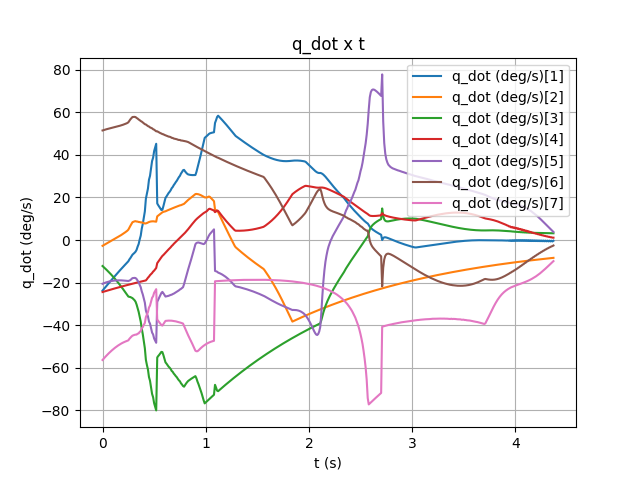 q_dot x t
80
60
40
20
0
−20
−40
−60
−80
q_dot (deg/s)
q_dot (deg/s)[1]
q_dot (deg/s)[2]
q_dot (deg/s)[3]
q_dot (deg/s)[4]
q_dot (deg/s)[5]
q_dot (deg/s)[6]
q_dot (deg/s)[7]
0 1 2 3 4
t (s)